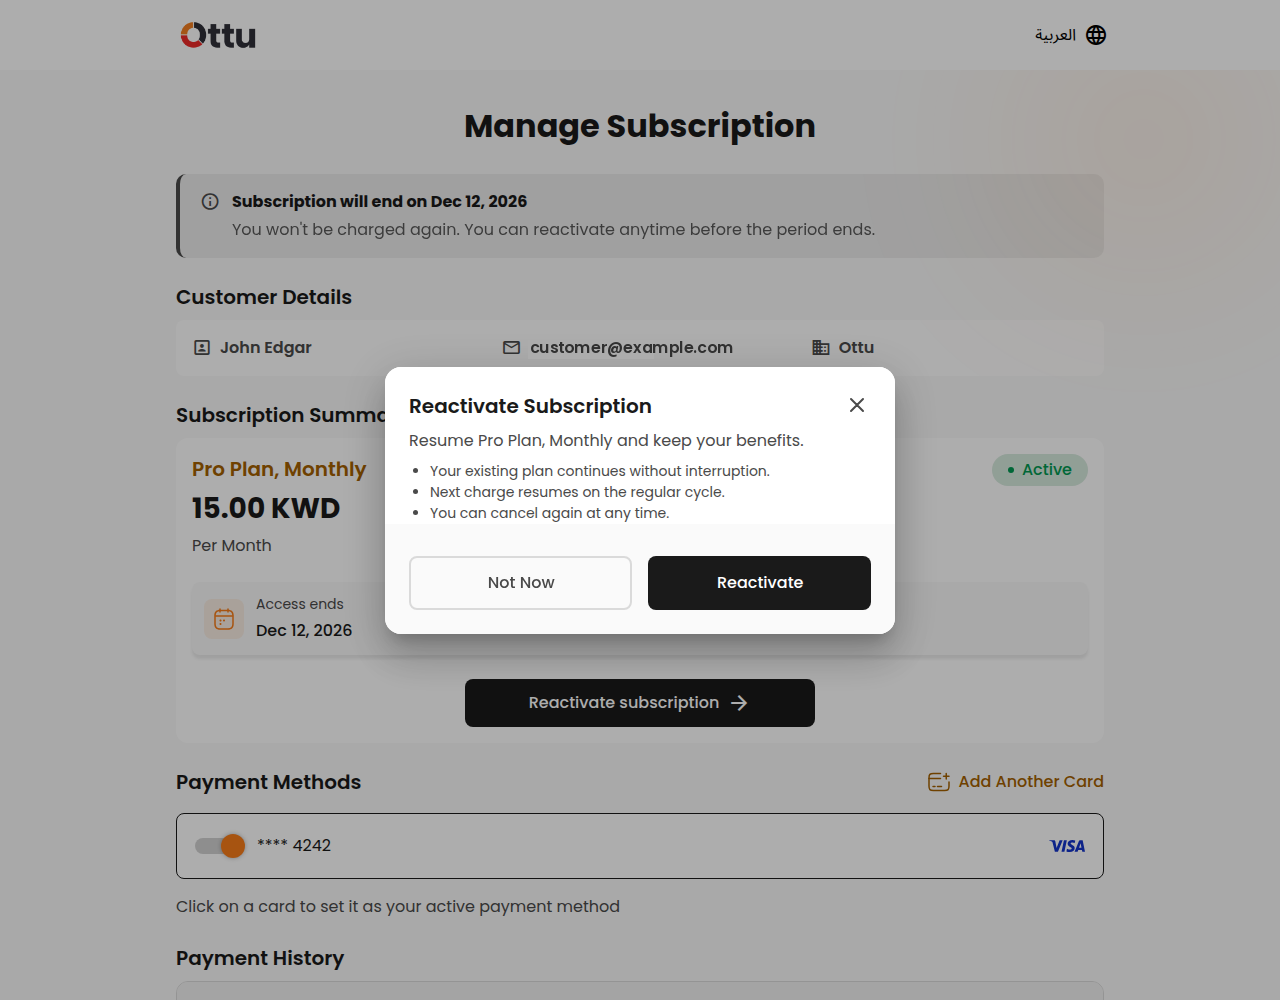 Ottu
العربية
Manage Subscription
Subscription will end on Dec 12, 2026
You won't be charged again. You can reactivate anytime before the period ends.
Customer Details
John Edgar
customer@example.com
Ottu
Subscription Summa
Pro Plan, Monthly
Active
15.00 KWD
Per Month
Access ends
Dec 12, 2026
Reactivate Subscription
Resume Pro Plan, Monthly and keep your benefits.
• Your existing plan continues without interruption.
• Next charge resumes on the regular cycle.
• You can cancel again at any time.
Not Now
Reactivate
Reactivate subscription
Payment Methods
Add Another Card
**** 4242
VISA
Click on a card to set it as your active payment method
Payment History